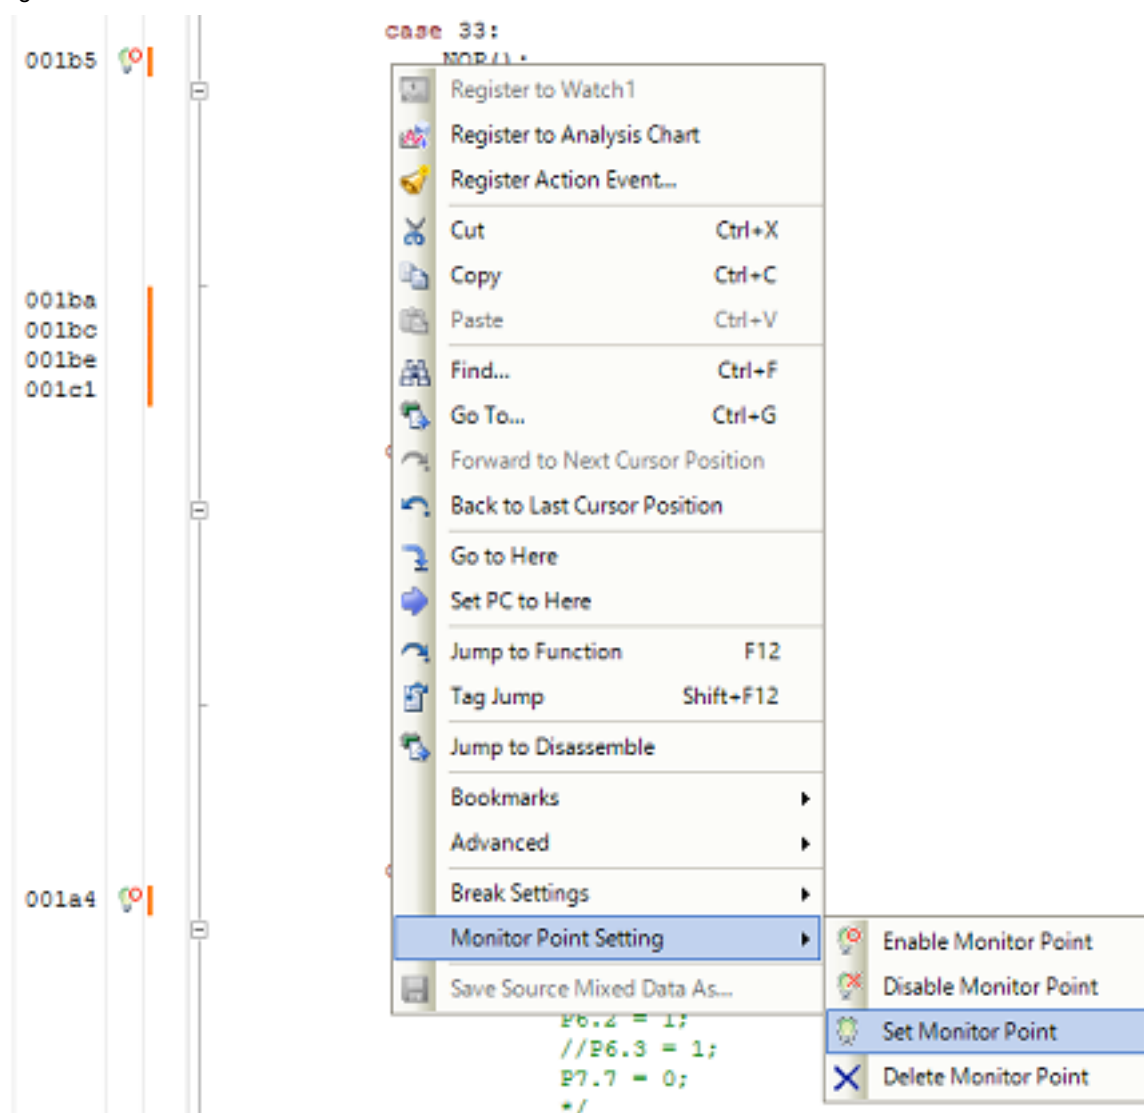 case 33:
001b5
NOP();
Register to Watch1
Register to Analysis Chart
Register Action Event...
Cut Ctrl+X
Copy Ctrl+C
001ba
Paste Ctrl+V
001bc
001be
Find... Ctrl+F
001c1
Go To... Ctrl+G
Forward to Next Cursor Position
Back to Last Cursor Position
Go to Here
Set PC to Here
Jump to Function F12
Tag Jump Shift+F12
Jump to Disassemble
Bookmarks
Advanced
001a4
Break Settings
Monitor Point Setting
Enable Monitor Point
Save Source Mixed Data As...
Disable Monitor Point
P6.2 = 1;
Set Monitor Point
//P6.3 = 1;
P7.7 = 0;
Delete Monitor Point
*/